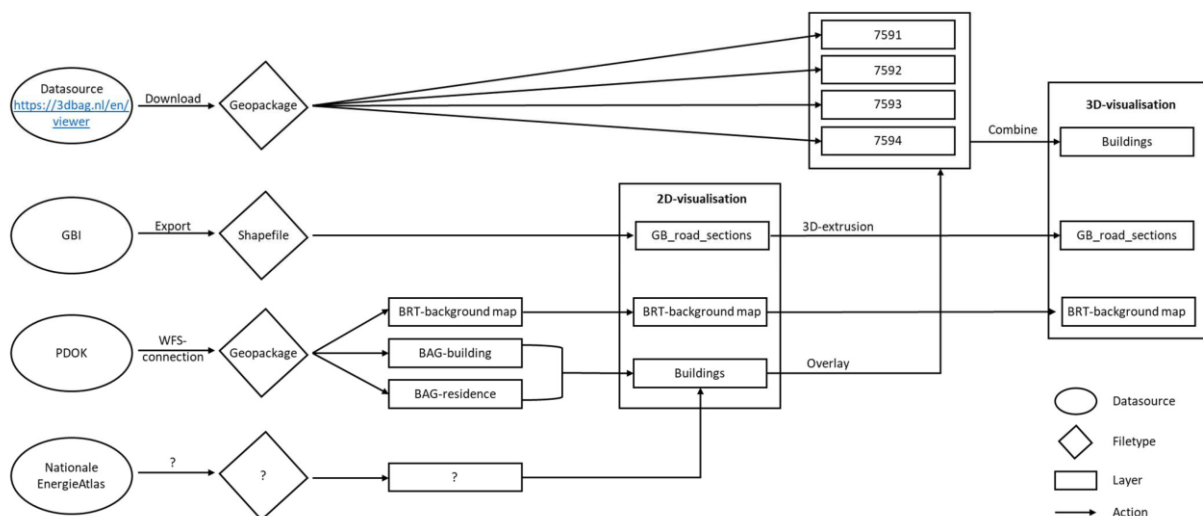 Datasource
https://3dbag.nl/en/
viewer
Download
Geopackage
7591
7592
7593
7594
Combine
3D-visualisation
Buildings
GBI
Export
Shapefile
2D-visualisation
GB_road_sections
3D-extrusion
GB_road_sections
PDOK
WFS-
connection
Geopackage
BRT-background map
BAG-building
BAG-residence
BRT-background map
Buildings
Overlay
BRT-background map
Nationale
EnergieAtlas
?
?
?
Datasource
Filetype
Layer
Action